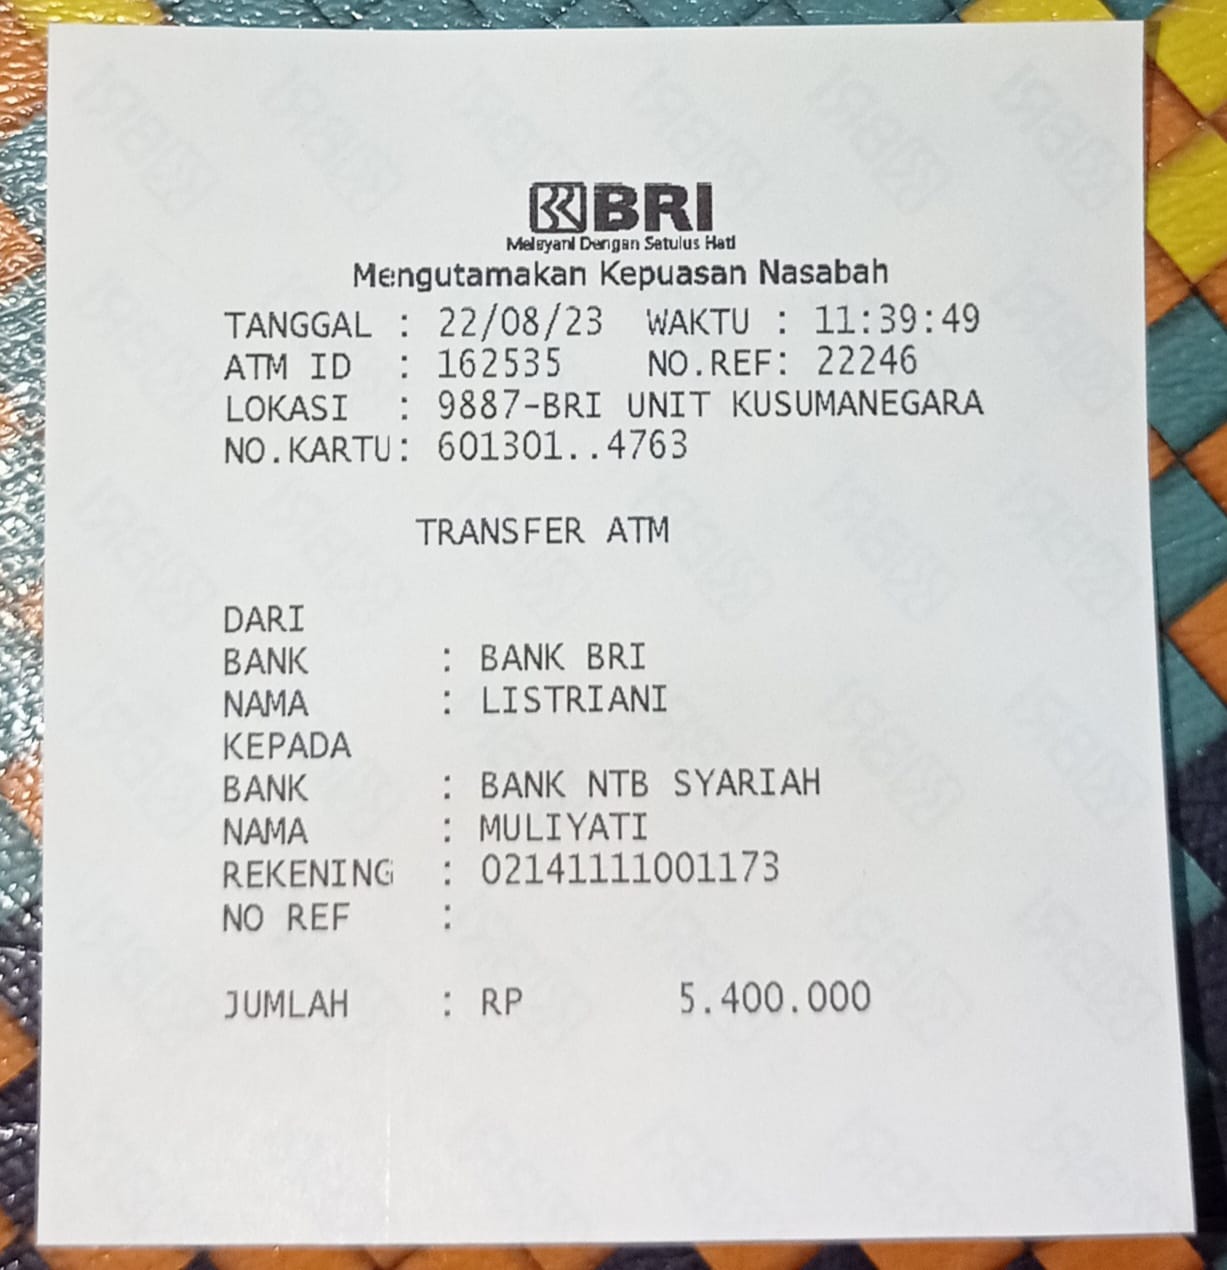 BRI
Melayani Dengan Setulus Hati
Mengutamakan Kepuasan Nasabah
TANGGAL : 22/08/23 WAKTU : 11:39:49
ATM ID : 162535 NO.REF: 22246
LOKASI : 9887-BRI UNIT KUSUMANEGARA
NO.KARTU: 601301..4763
TRANSFER ATM
DARI
BANK : BANK BRI
NAMA : LISTRIANI
KEPADA
BANK : BANK NTB SYARIAH
NAMA : MULIYATI
REKENING : 02141111001173
NO REF :
JUMLAH : RP 5.400.000